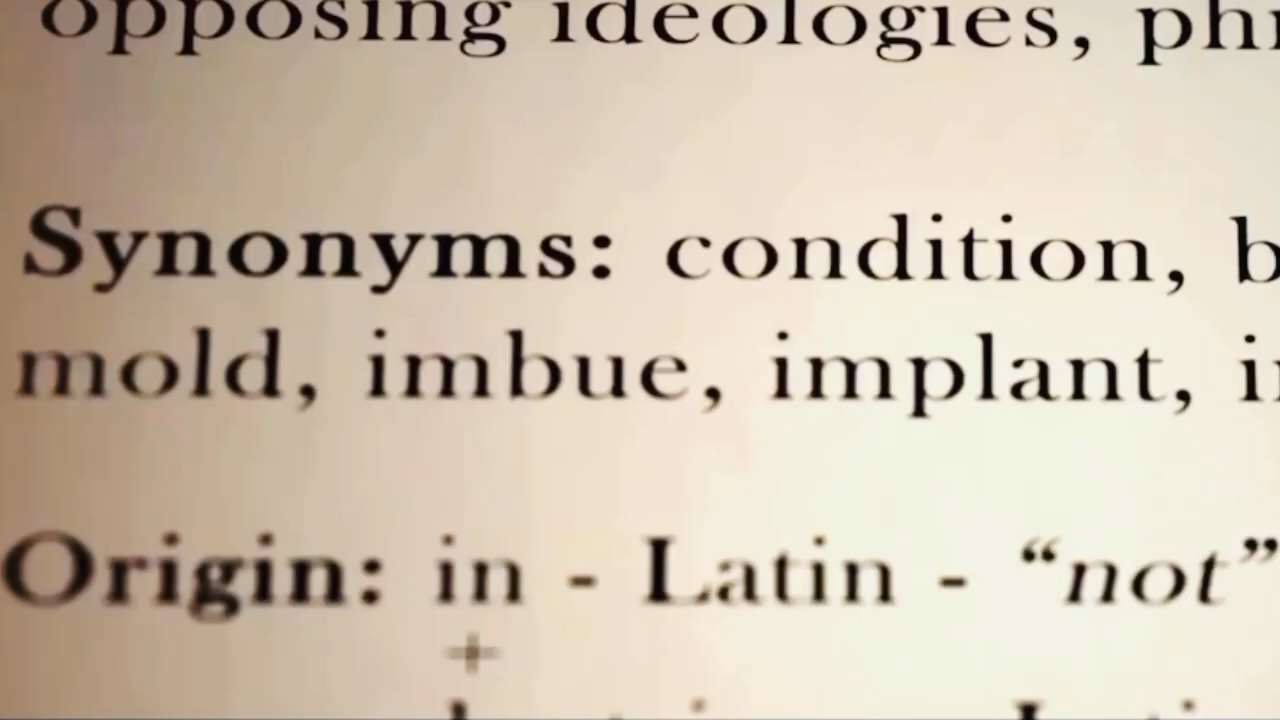 opposing ideologies,
Synonyms: condition,
mold, imbue, implant,
Origin: in - Latin - “not”
+